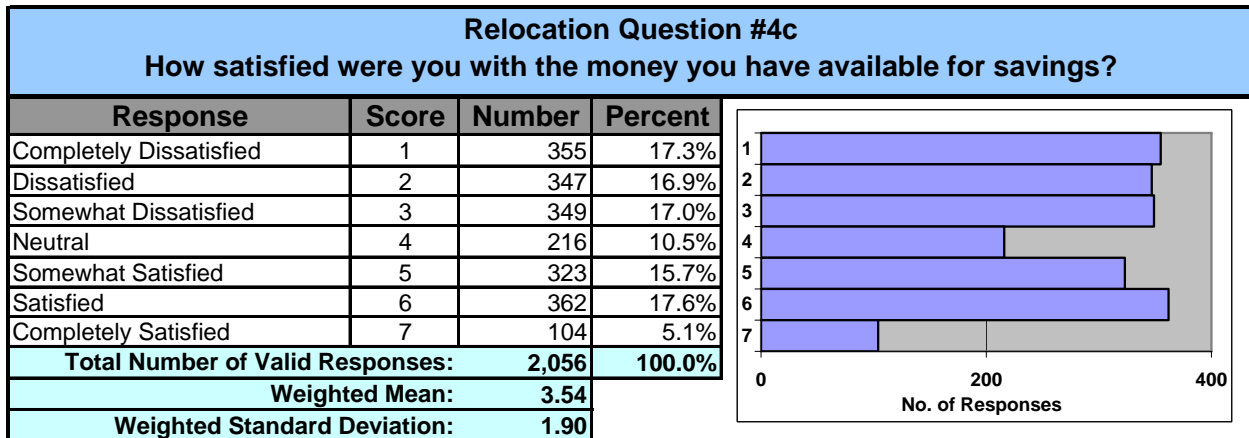 Relocation Question #4c
How satisfied were you with the money you have available for savings?
Response Score Number Percent
Completely Dissatisfied 1 355 17.3%
Dissatisfied 2 347 16.9%
Somewhat Dissatisfied 3 349 17.0%
Neutral 4 216 10.5%
Somewhat Satisfied 5 323 15.7%
Satisfied 6 362 17.6%
Completely Satisfied 7 104 5.1%
Total Number of Valid Responses: 2,056 100.0%
Weighted Mean: 3.54
Weighted Standard Deviation: 1.90
1
2
3
4
5
6
7
0 200 400
No. of Responses